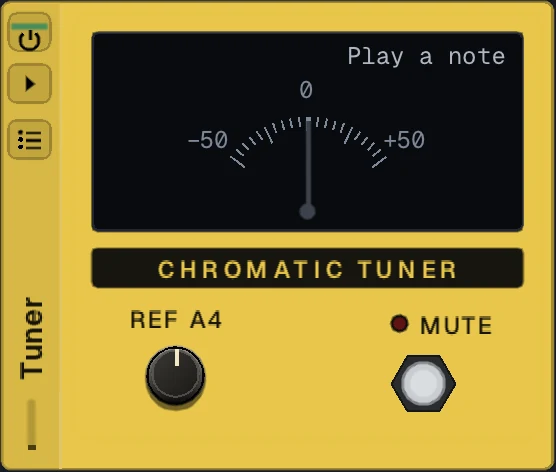 Play a note
0
-50
+50
CHROMATIC TUNER
REF A4
MUTE
Tuner